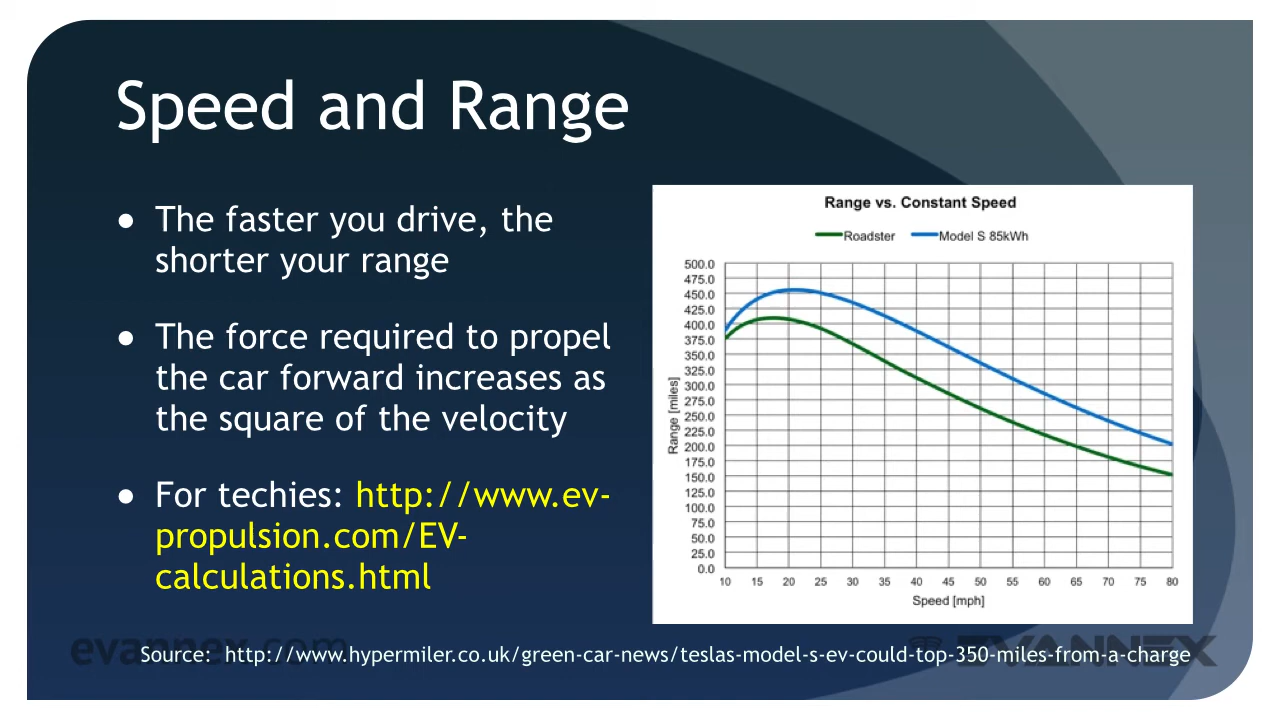 Speed and Range
● The faster you drive, the
shorter your range
● The force required to propel
the car forward increases as
the square of the velocity
● For techies: http://www.ev-
propulsion.com/EV-
calculations.html
Range vs. Constant Speed
Roadster Model S 85kWh
500.0
475.0
450.0
425.0
400.0
375.0
350.0
325.0
300.0
275.0
250.0
225.0
200.0
175.0
150.0
125.0
100.0
75.0
50.0
25.0
0.0
Range [miles]
10 15 20 25 30 35 40 45 50 55 60 65 70 75 80
Speed [mph]
evannex.com
EVANNEX
Source: http://www.hypermiler.co.uk/green-car-news/teslas-model-s-ev-could-top-350-miles-from-a-charge